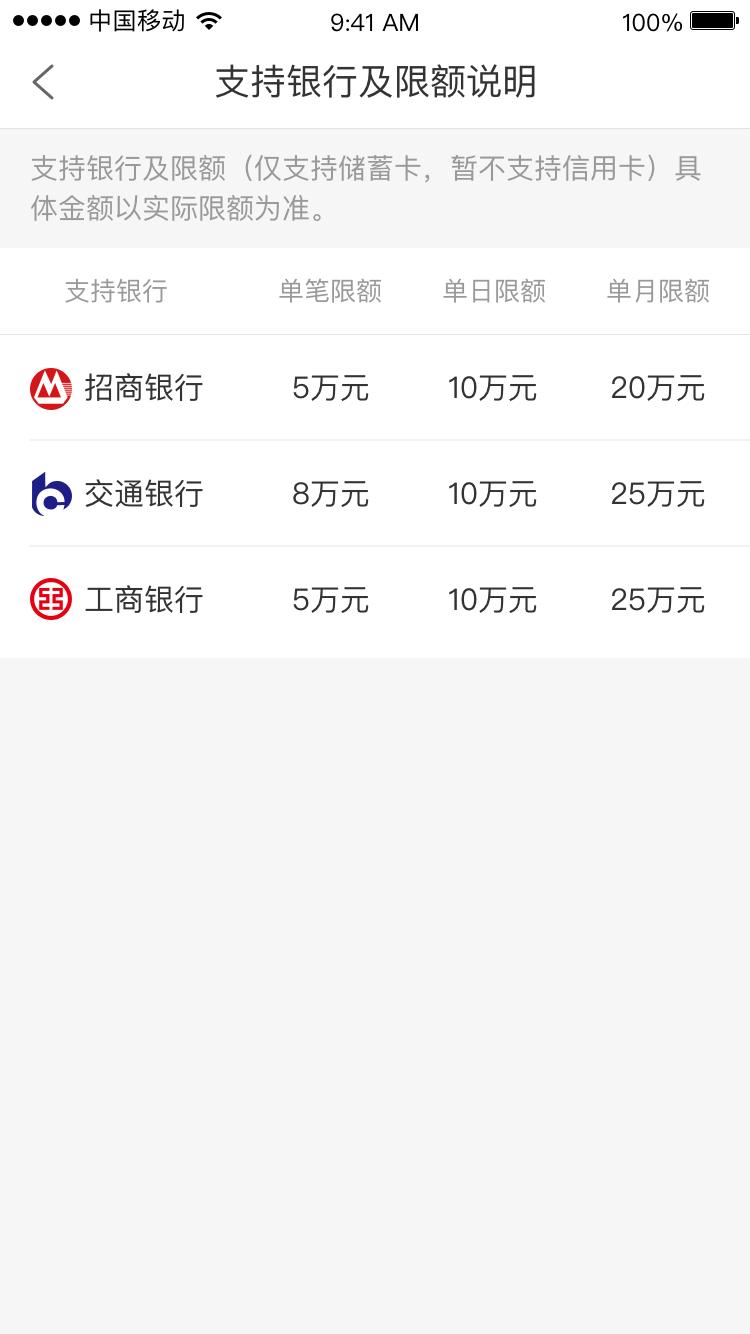 中国移动 9:41 AM 100%
支持银行及限额说明
支持银行及限额（仅支持储蓄卡，暂不支持信用卡）具
体金额以实际限额为准。
支持银行 单笔限额 单日限额 单月限额
招商银行 5万元 10万元 20万元
交通银行 8万元 10万元 25万元
工商银行 5万元 10万元 25万元